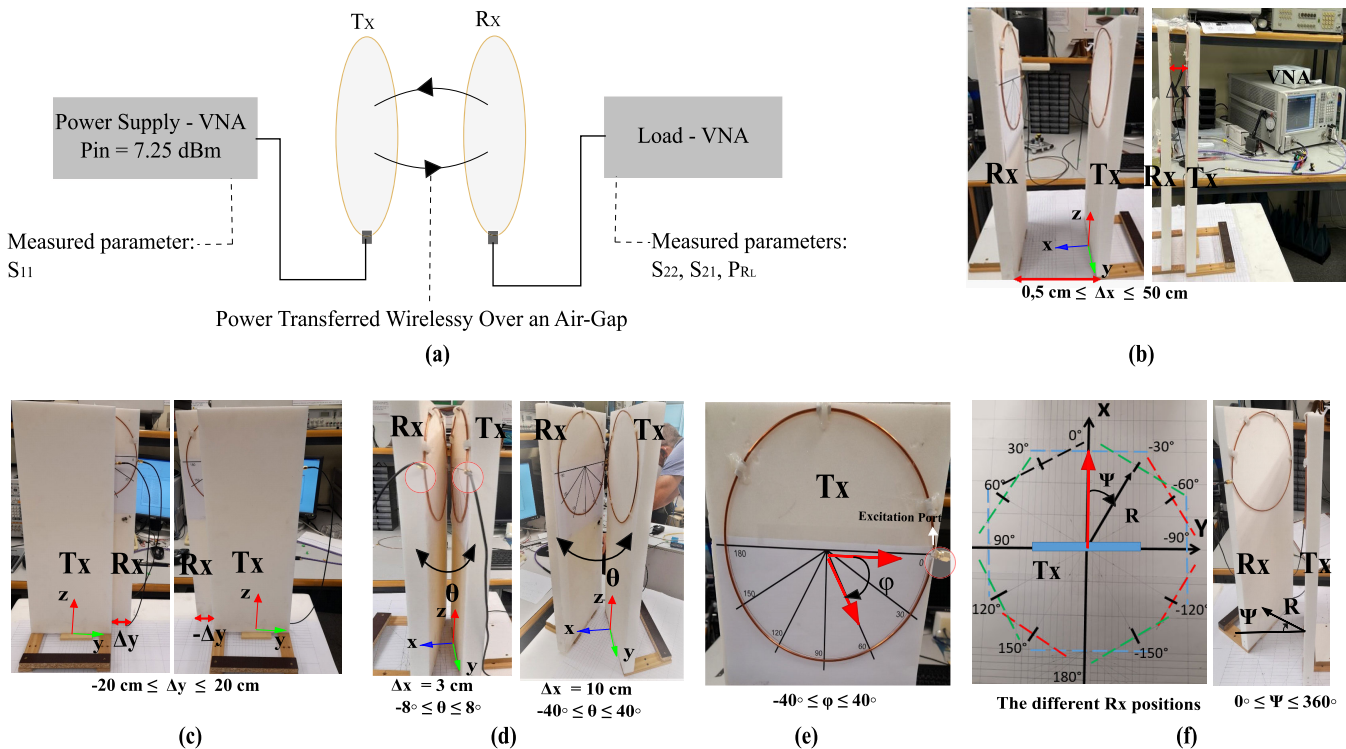 Tx
Rx
Power Supply - VNA
Pin = 7.25 dBm
Load - VNA
Measured parameter:
S11
Measured parameters:
S22, S21, PRL
Power Transferred Wirelessy Over an Air-Gap
(a)
VNA
Δx
Rx
Tx
Rx
Tx
z
x
y
0,5 cm ≤ Δx ≤ 50 cm
(b)
Tx
Rx
z
y
Δy
Rx
Tx
z
-Δy
y
-20 cm ≤ Δy ≤ 20 cm
(c)
Rx
Tx
θ
z
x
y
Δx = 3 cm
-8○ ≤ θ ≤ 8○
Rx
Tx
θ
z
x
y
Δx = 10 cm
-40○ ≤ θ ≤ 40○
(d)
Tx
Excitation Port
180
0
φ
150
30
120
90
60
-40○ ≤ φ ≤ 40○
(e)
X
0°
30°
-30°
60°
Ψ
-60°
R
Y
90°
-90°
Tx
120°
-120°
150°
-150°
180°
The different Rx positions
Rx
Tx
Ψ
R
0○ ≤ Ψ ≤ 360○
(f)